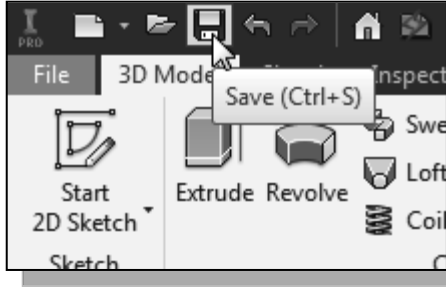 I
PRO
File 3D Mode Inspect
Save (Ctrl+S)
Swe
Start
2D Sketch
Extrude Revolve
Loft
Coil
Sketch
C